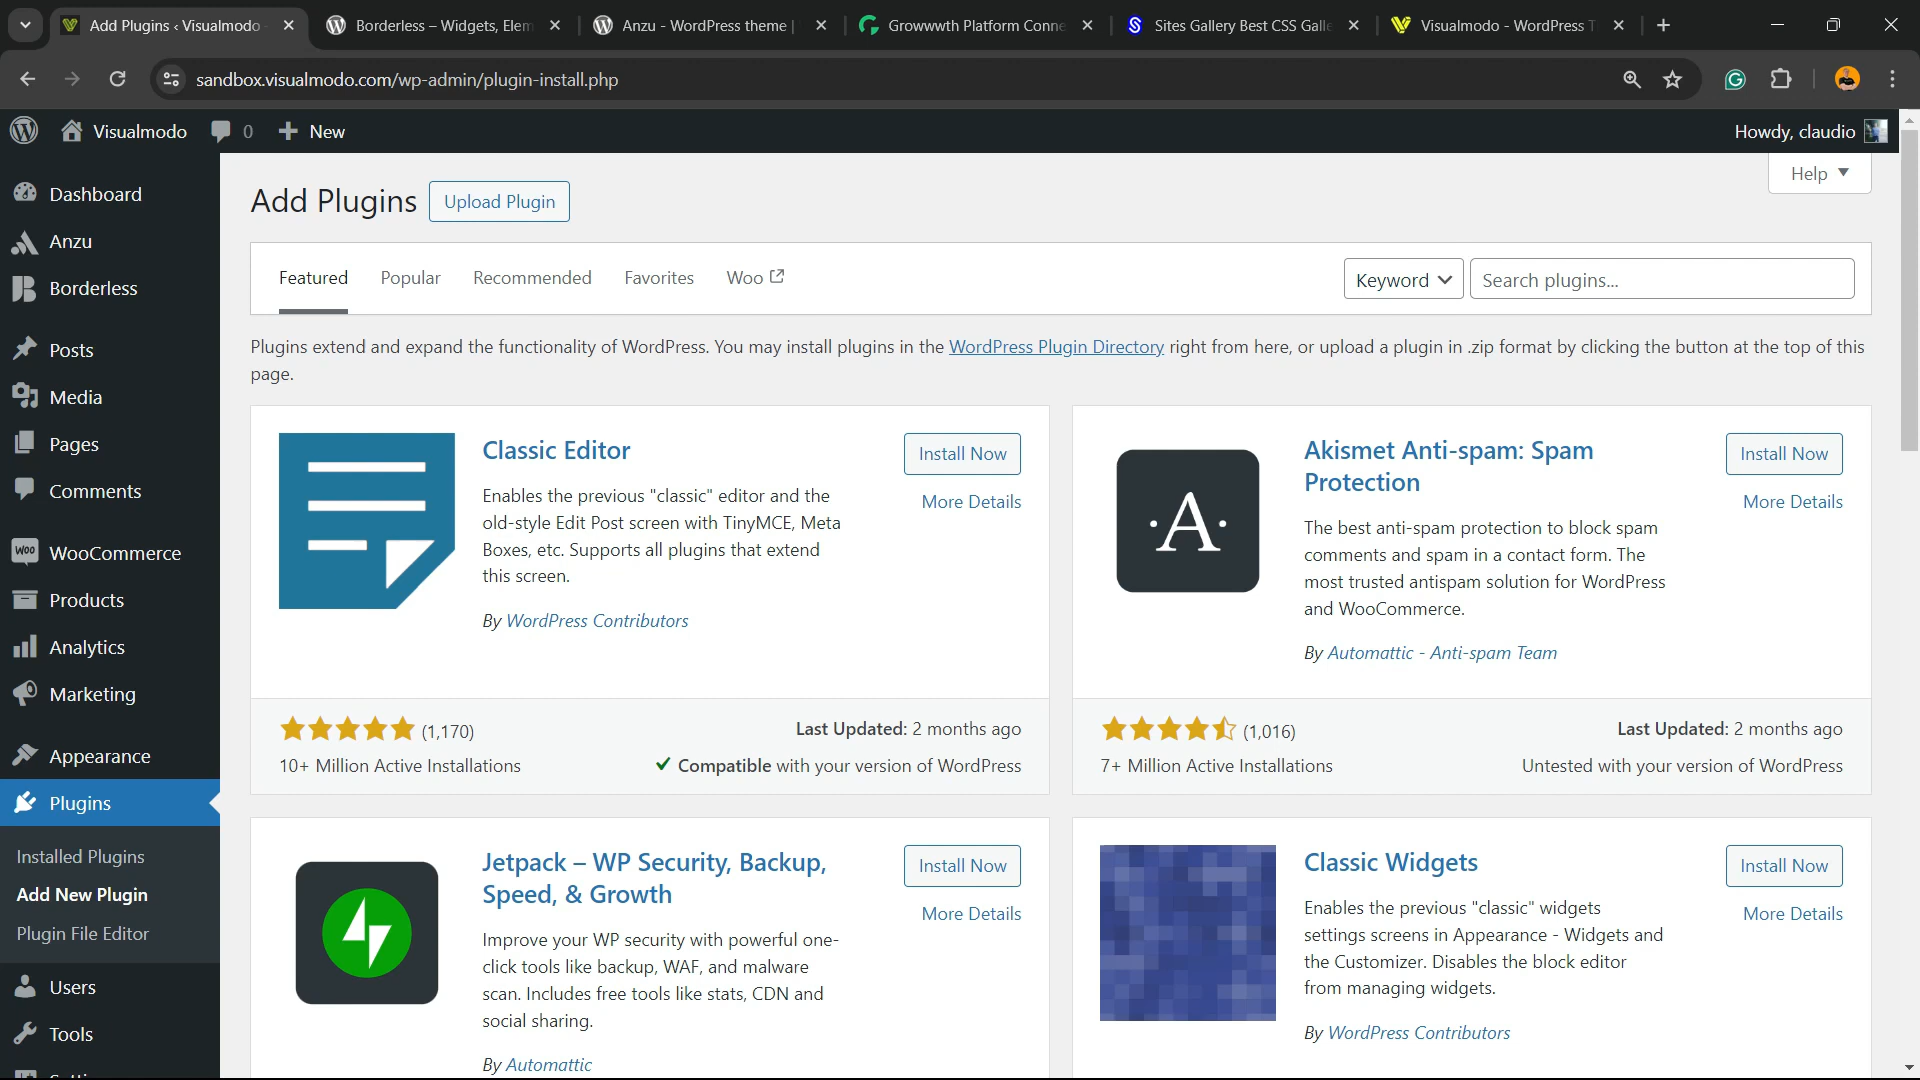 Add Plugins ‹ Visualmodo
Borderless – Widgets, Elem
Anzu - WordPress theme |
Growwwth Platform Conne
Sites Gallery Best CSS Galle
Visualmodo - WordPress T
sandbox.visualmodo.com/wp-admin/plugin-install.php
Visualmodo
0
New
Howdy, claudio
Dashboard
Anzu
Borderless
Posts
Media
Pages
Comments
WOO
WooCommerce
Products
Analytics
Marketing
Appearance
Plugins
Installed Plugins
Add New Plugin
Plugin File Editor
Users
Tools
Help
Add Plugins
Upload Plugin
Featured
Popular
Recommended
Favorites
Woo
Keyword
Search plugins...
Plugins extend and expand the functionality of WordPress. You may install plugins in the WordPress Plugin Directory right from here, or upload a plugin in .zip format by clicking the button at the top of this
page.
Classic Editor
Install Now
More Details
Enables the previous "classic" editor and the
old-style Edit Post screen with TinyMCE, Meta
Boxes, etc. Supports all plugins that extend
this screen.
By WordPress Contributors
(1,170)
Last Updated: 2 months ago
10+ Million Active Installations
Compatible with your version of WordPress
·A·
Akismet Anti-spam: Spam
Protection
Install Now
More Details
The best anti-spam protection to block spam
comments and spam in a contact form. The
most trusted antispam solution for WordPress
and WooCommerce.
By Automattic - Anti-spam Team
(1,016)
Last Updated: 2 months ago
7+ Million Active Installations
Untested with your version of WordPress
Jetpack – WP Security, Backup,
Speed, & Growth
Install Now
More Details
Improve your WP security with powerful one-
click tools like backup, WAF, and malware
scan. Includes free tools like stats, CDN and
social sharing.
By Automattic
Classic Widgets
Install Now
More Details
Enables the previous "classic" widgets
settings screens in Appearance - Widgets and
the Customizer. Disables the block editor
from managing widgets.
By WordPress Contributors